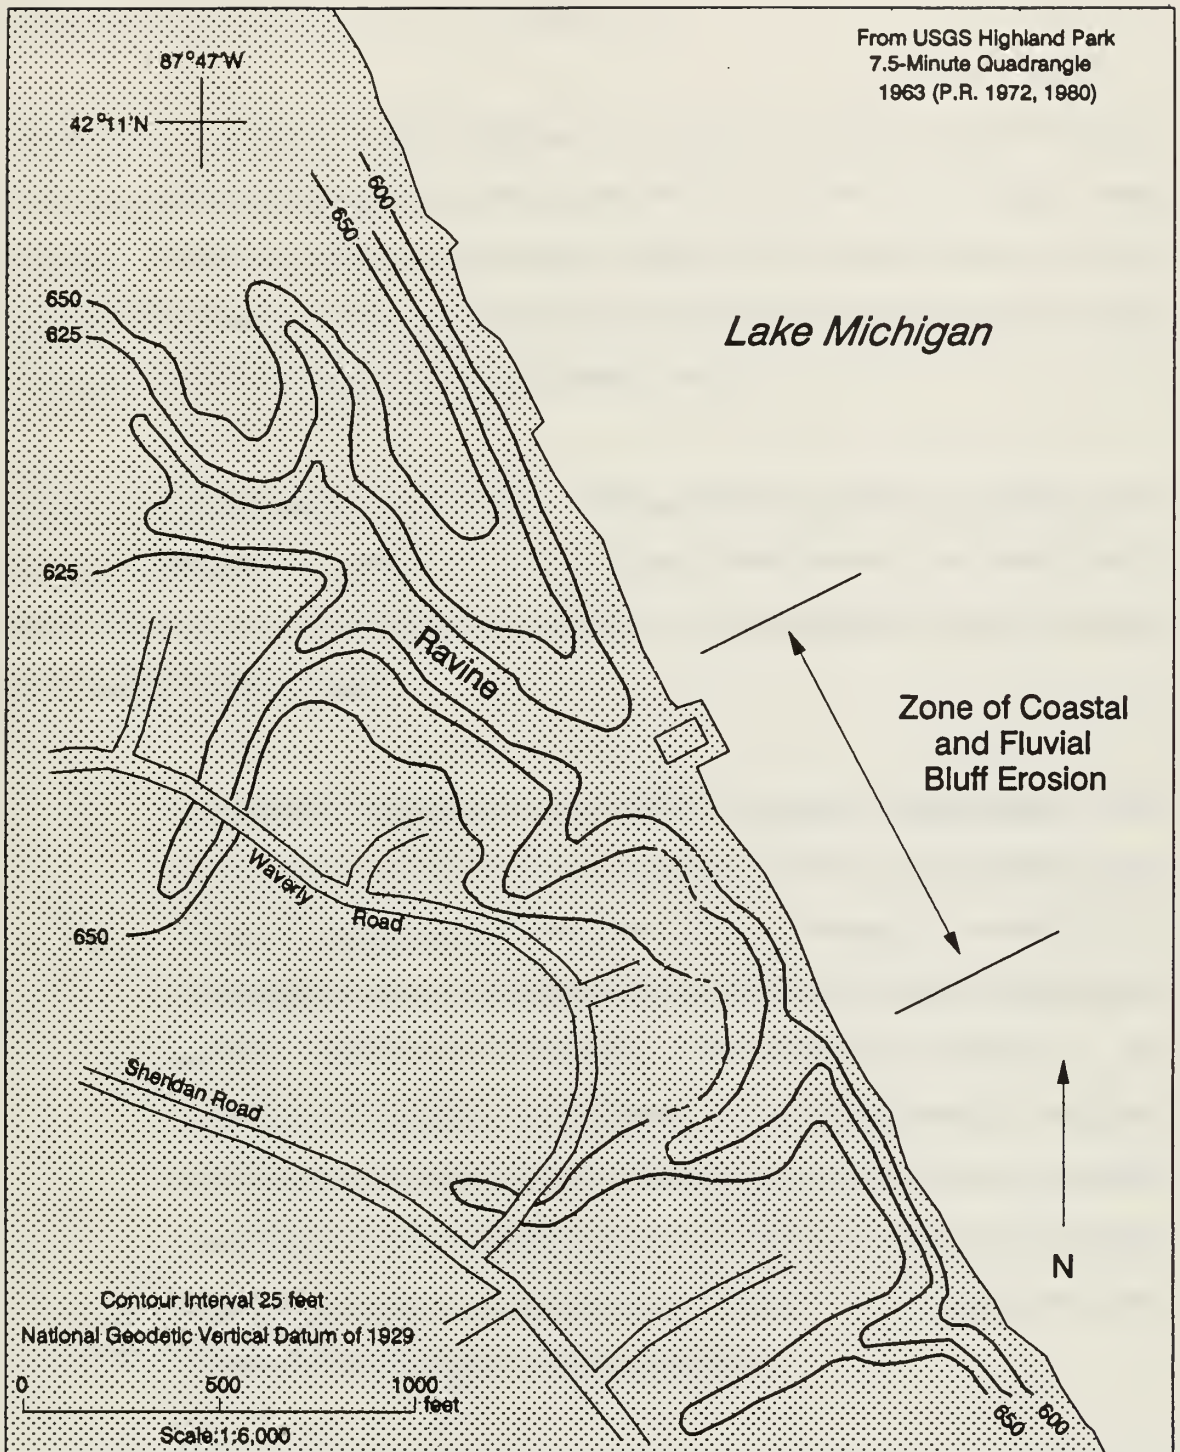 From USGS Highland Park
7.5-Minute Quadrangle
1963 (P.R. 1972, 1980)
87°47'W
42°11'N
600
650
650
625
Lake Michigan
625
Ravine
Zone of Coastal
and Fluvial
Bluff Erosion
Waverly
Road
650
Sheridan Road
N
Contour Interval 25 feet
National Geodetic Vertical Datum of 1929
0 500 1000
feet
Scale:1:6,000
650
600